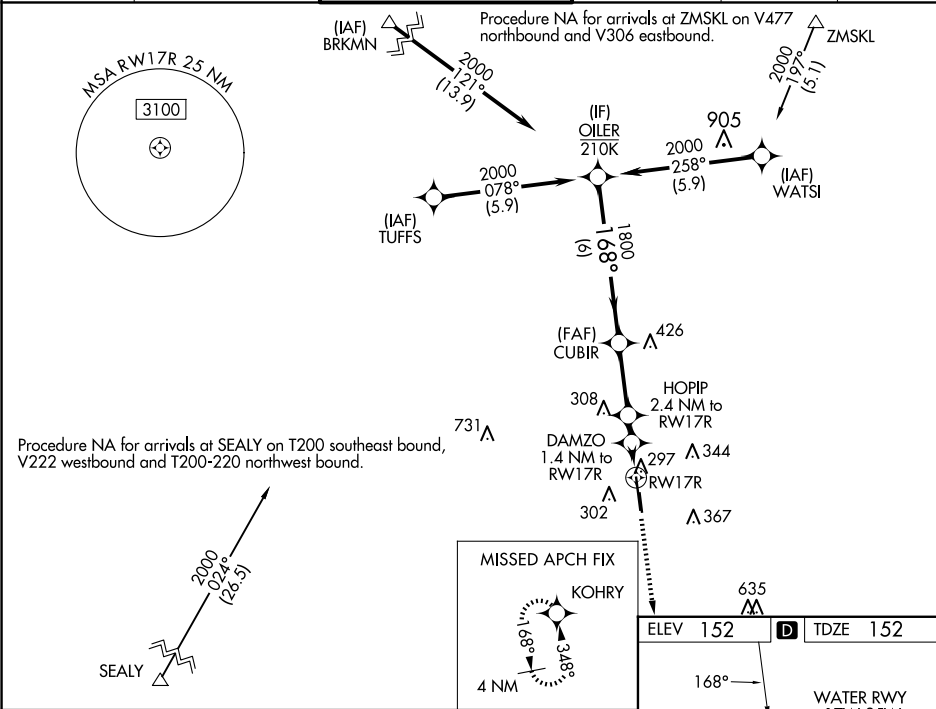 (IAF)
BRKMN
Procedure NA for arrivals at ZMSKL on V477
northbound and V306 eastbound.
ZMSKL
2000
197°
(5.1)
MSA RW17R 25 NM
3100
2000
121°
(13.9)
(IF)
OILER
210K
905
2000
258°
(5.9)
(IAF)
WATSI
2000
078°
(5.9)
(IAF)
TUFFS
1800
168°
(6)
(FAF)
CUBIR
426
HOPIP
2.4 NM to
RW17R
308
731
DAMZO
1.4 NM to
RW17R
344
297
RW17R
302
367
Procedure NA for arrivals at SEALY on T200 southeast bound,
V222 westbound and T200-220 northwest bound.
2000
024°
(26.5)
SEALY
MISSED APCH FIX
KOHRY
168°
348°
4 NM
635
ELEV 152
D
TDZE 152
168°
WATER RWY